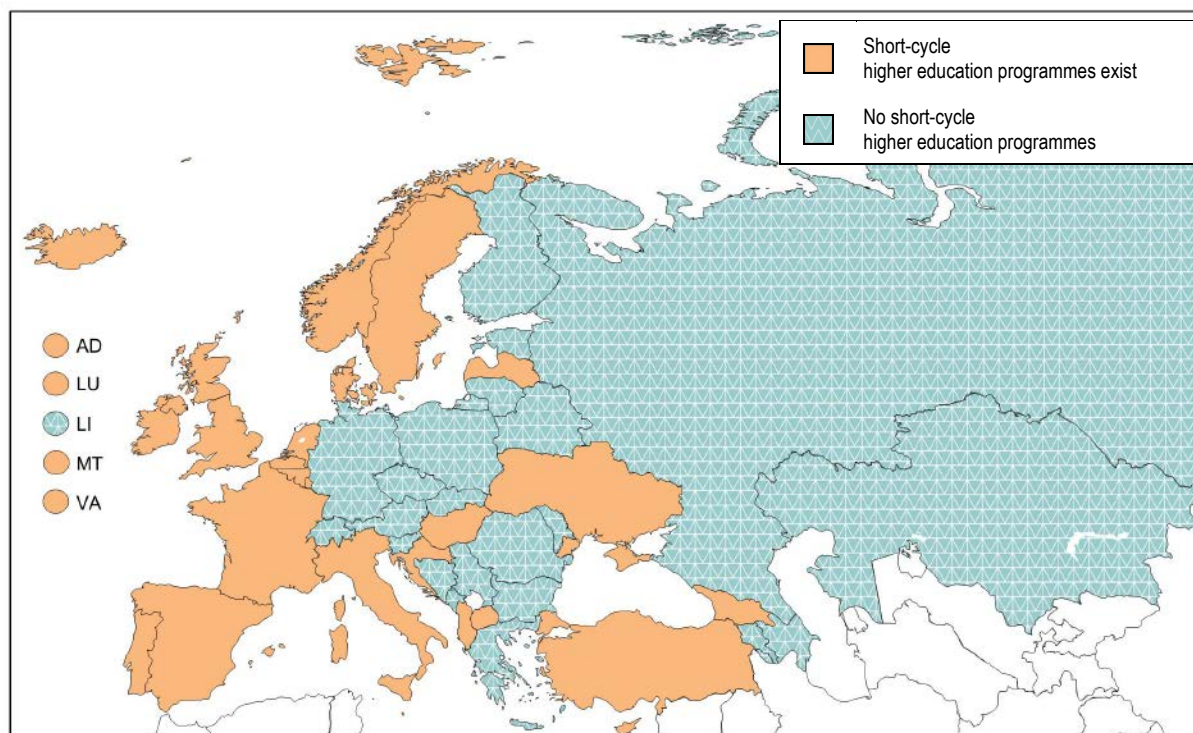 Short-cycle
higher education programmes exist
No short-cycle
higher education programmes
AD
LU
LI
MT
VA